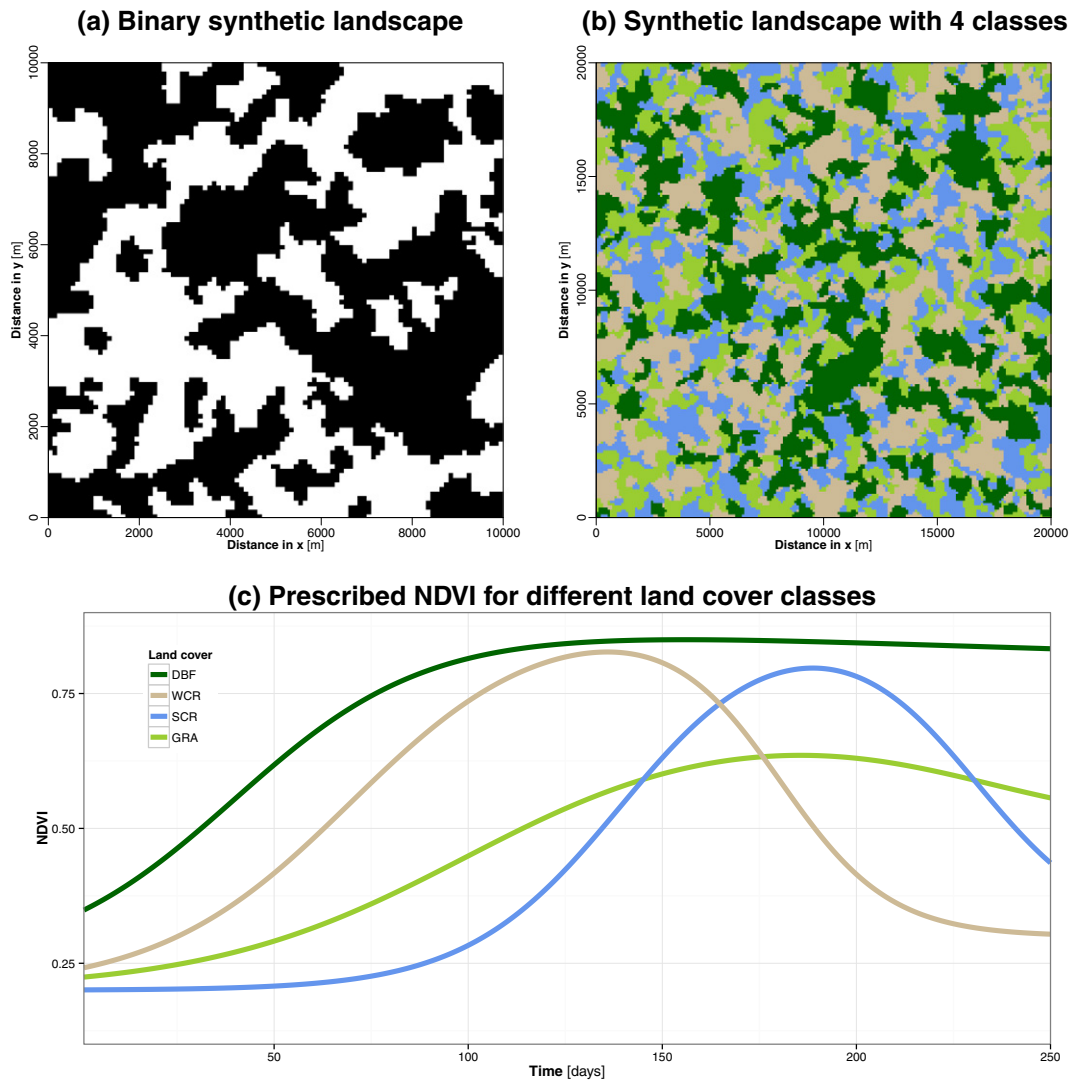 (a) Binary synthetic landscape
10000
8000
6000
4000
2000
0
Distance in y [m]
0 2000 4000 6000 8000 10000
Distance in x [m]
(b) Synthetic landscape with 4 classes
20000
15000
10000
5000
0
Distance in y [m]
0 5000 10000 15000 20000
Distance in x [m]
(c) Prescribed NDVI for different land cover classes
Land cover
DBF
WCR
SCR
GRA
0.75
0.50
0.25
NDVI
50 100 150 200 250
Time [days]